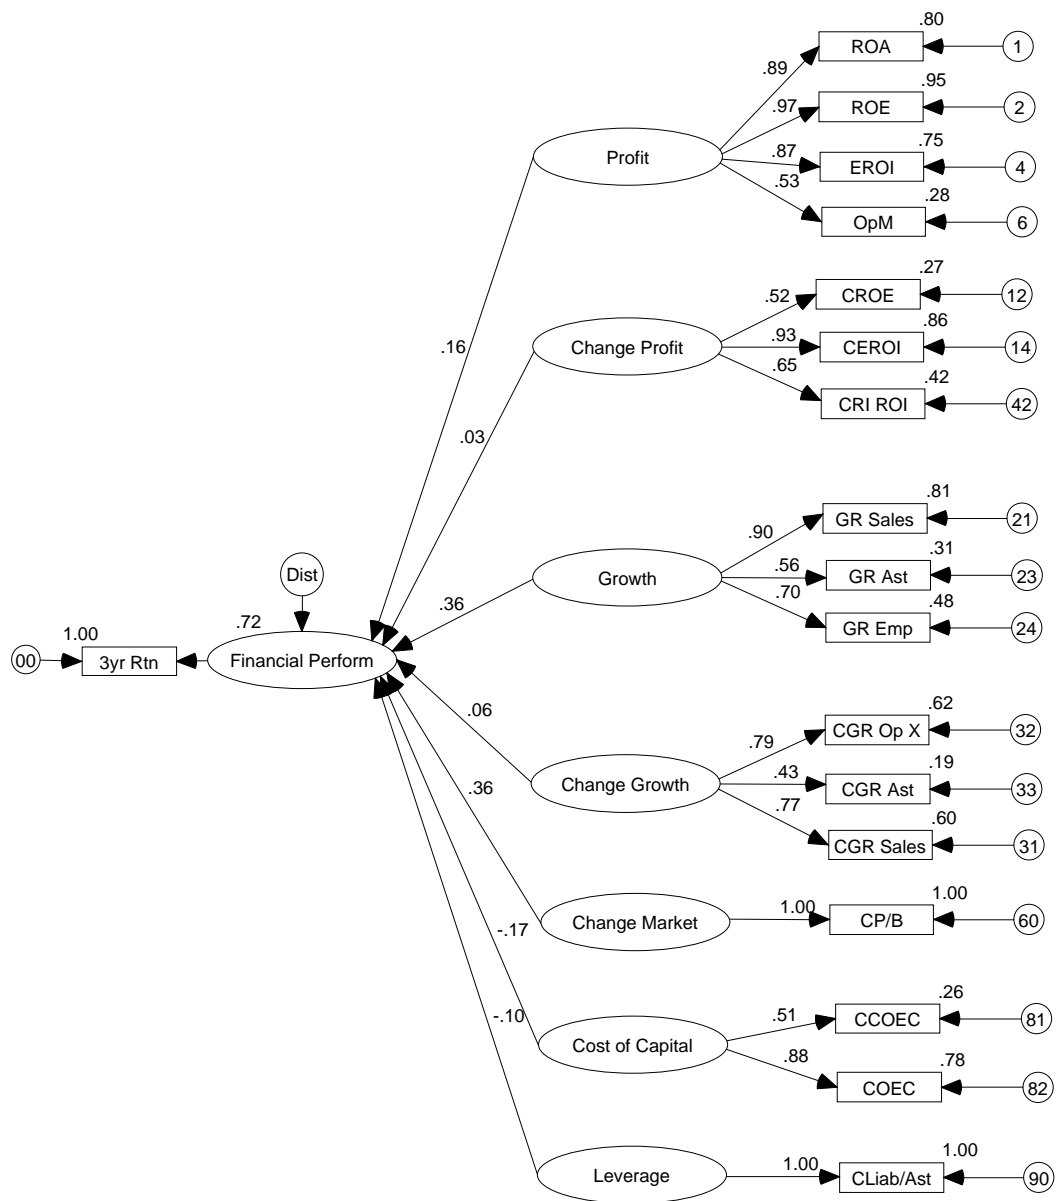 .80
ROA
1
.89
.95
ROE
2
.97
Profit
.75
EROI
4
.87
.28
OpM
6
.53
.16
.27
CROE
12
.52
Change Profit
.86
CEROI
14
.93
.42
CRI ROI
42
.65
.03
.81
GR Sales
21
.90
Growth
.31
GR Ast
23
.56
.48
GR Emp
24
.70
.36
Dist
.72
1.00
00
3yr Rtn
Financial Perform
.06
.62
CGR Op X
32
.79
Change Growth
.19
CGR Ast
33
.43
.60
CGR Sales
31
.77
.36
Change Market
1.00
1.00
CP/B
60
-.17
.26
CCOEC
81
.51
Cost of Capital
.78
COEC
82
.88
-.10
Leverage
1.00
1.00
CLiab/Ast
90